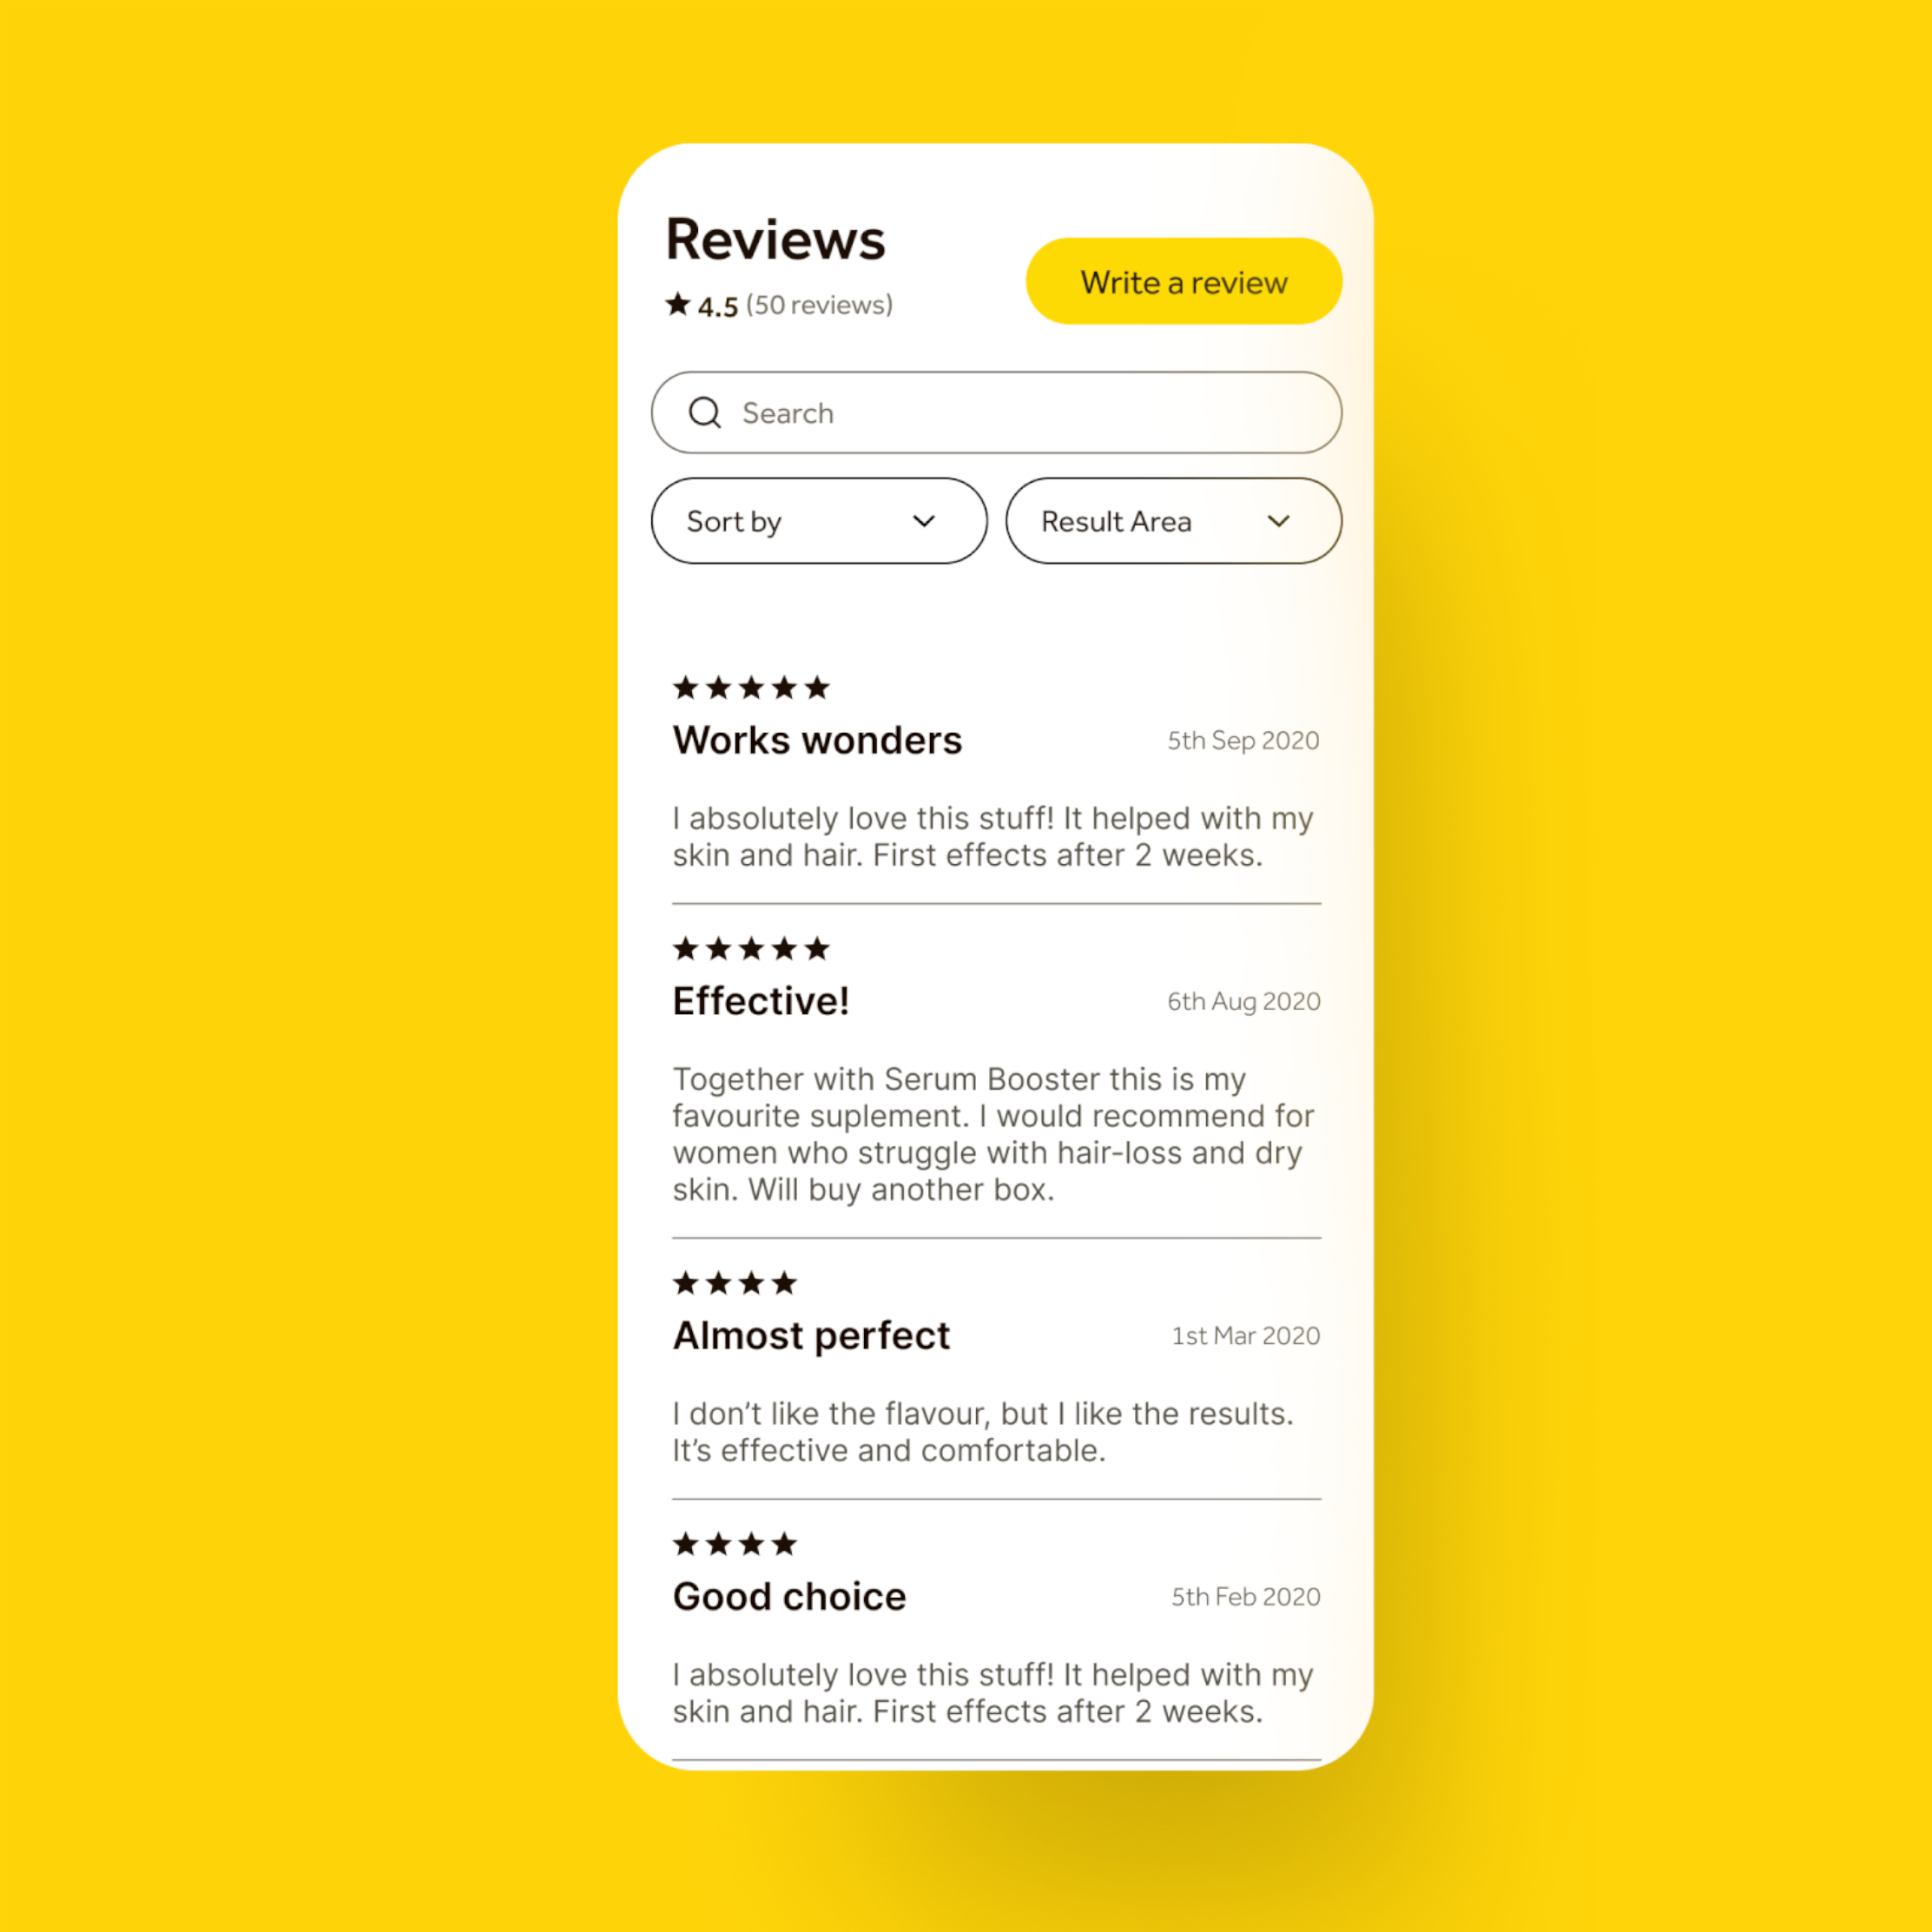 Reviews
★ 4.5 (50 reviews)
Write a review
Search
Sort by
Result Area
★★★★★
Works wonders
5th Sep 2020
I absolutely love this stuff! It helped with my
skin and hair. First effects after 2 weeks.
★★★★★
Effective!
6th Aug 2020
Together with Serum Booster this is my
favourite suplement. I would recommend for
women who struggle with hair-loss and dry
skin. Will buy another box.
★★★★
Almost perfect
1st Mar 2020
I don’t like the flavour, but I like the results.
It’s effective and comfortable.
★★★★
Good choice
5th Feb 2020
I absolutely love this stuff! It helped with my
skin and hair. First effects after 2 weeks.